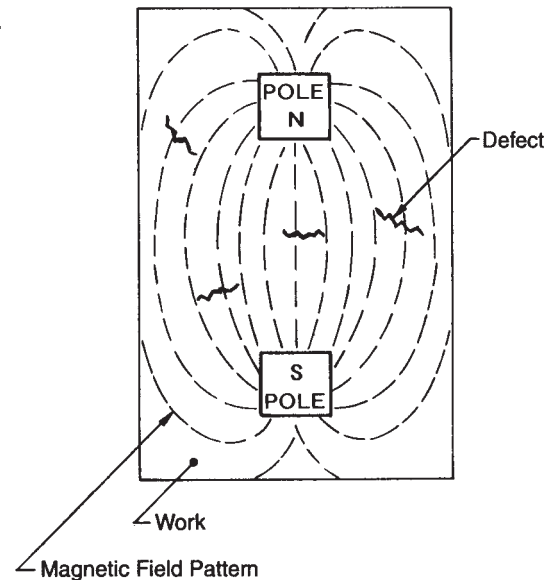 POLE
N
Defect
S
POLE
Work
Magnetic Field Pattern